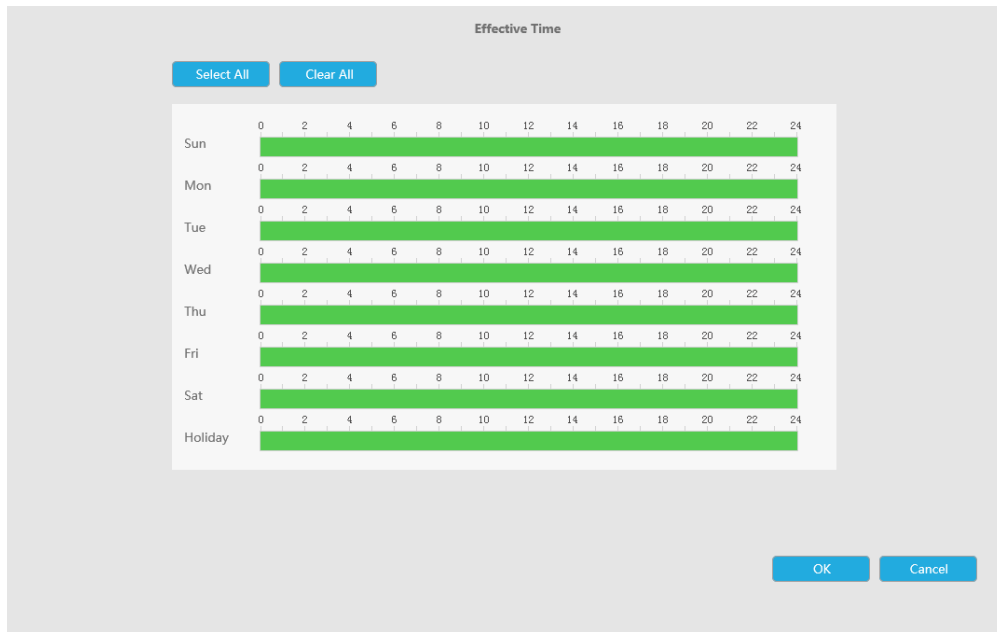 Effective Time
Select All Clear All
0 2 4 6 8 10 12 14 16 18 20 22 24
Sun
0 2 4 6 8 10 12 14 16 18 20 22 24
Mon
0 2 4 6 8 10 12 14 16 18 20 22 24
Tue
0 2 4 6 8 10 12 14 16 18 20 22 24
Wed
0 2 4 6 8 10 12 14 16 18 20 22 24
Thu
0 2 4 6 8 10 12 14 16 18 20 22 24
Fri
0 2 4 6 8 10 12 14 16 18 20 22 24
Sat
0 2 4 6 8 10 12 14 16 18 20 22 24
Holiday
OK Cancel